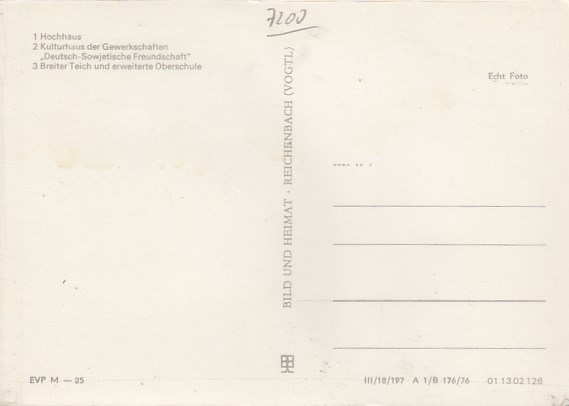 7200
1 Hochhaus
2 Kulturhaus der Gewerkschaften
„Deutsch-Sowjetische Freundschaft"
3 Breiter Teich und erweiterte Oberschule
Echt Foto
BILD UND HEIMAT · REICHENBACH (VOGTL)
EVP M — 25
III/18/197 A 1/B 176/76 01.13.02.126